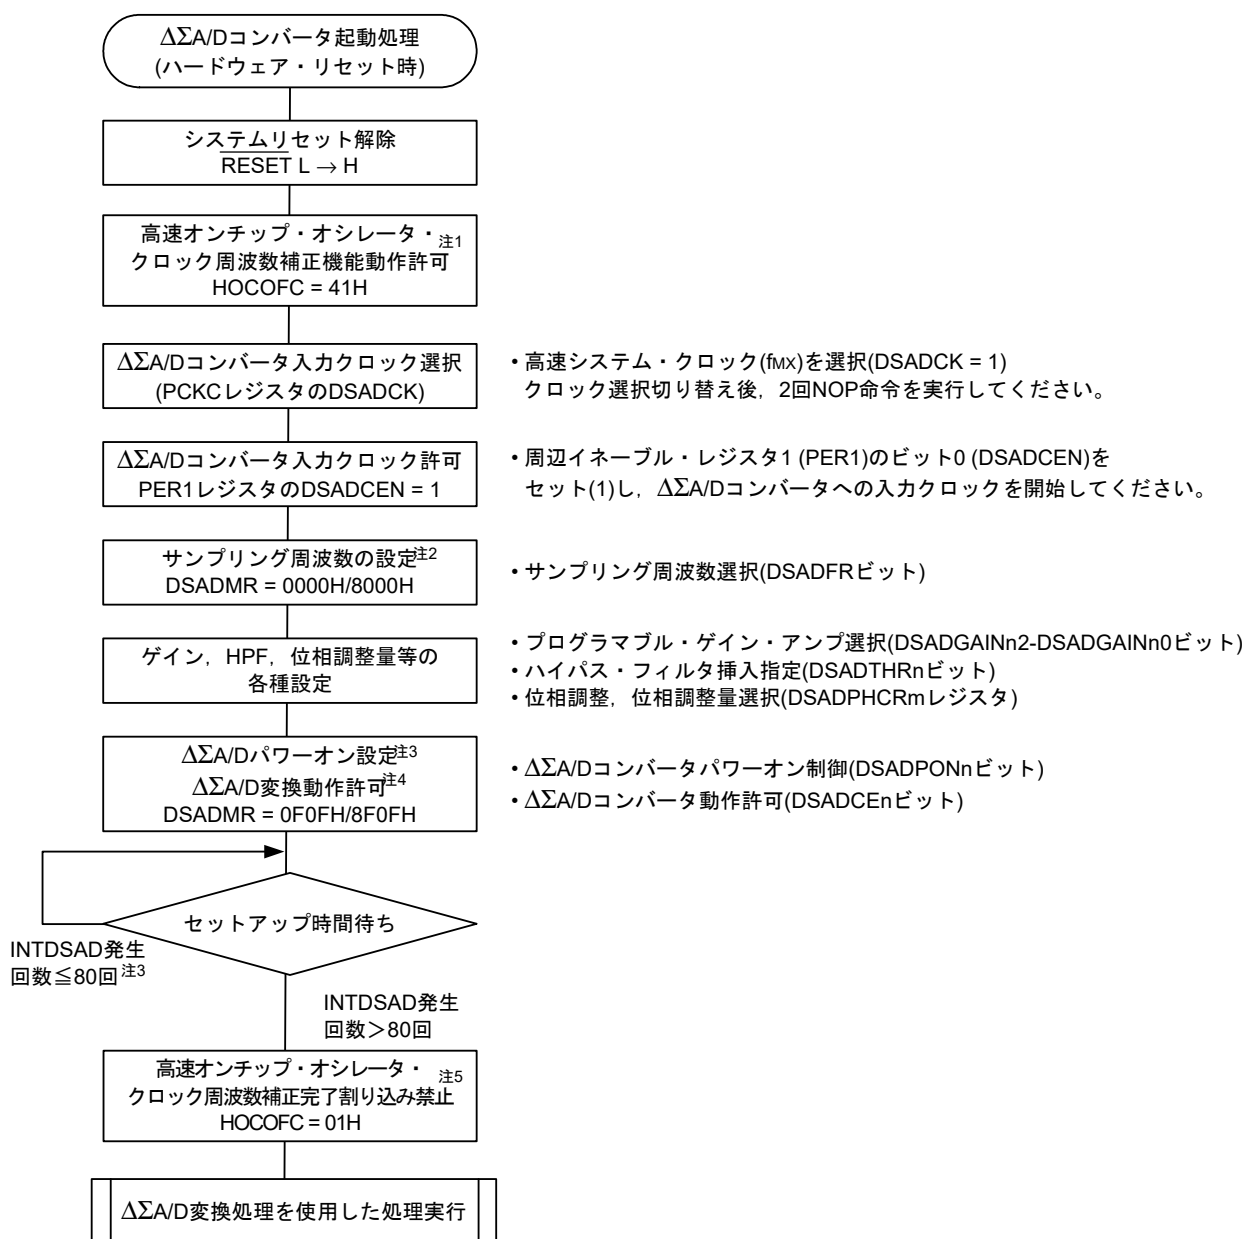 ΔΣA/Dコンバータ起動処理
(ハードウェア・リセット時)
システムリセット解除
RESET L → H
高速オンチップ・オシレータ・注1
クロック周波数補正機能動作許可
HOCOFC = 41H
ΔΣA/Dコンバータ入力クロック選択
(PCKCレジスタのDSADCK)
• 高速システム・クロック(fMX)を選択(DSADCK = 1)
クロック選択切り替え後，2回NOP命令を実行してください。
ΔΣA/Dコンバータ入力クロック許可
PER1レジスタのDSADCEN = 1
• 周辺イネーブル・レジスタ1 (PER1)のビット0 (DSADCEN)を
セット(1)し，ΔΣA/Dコンバータへの入力クロックを開始してください。
サンプリング周波数の設定注2
DSADMR = 0000H/8000H
• サンプリング周波数選択(DSADFRビット)
ゲイン，HPF，位相調整量等の
各種設定
• プログラマブル・ゲイン・アンプ選択(DSADGAINn2-DSADGAINn0ビット)
• ハイパス・フィルタ挿入指定(DSADTHRnビット)
• 位相調整，位相調整量選択(DSADPHCRmレジスタ)
ΔΣA/Dパワーオン設定注3
ΔΣA/D変換動作許可注4
DSADMR = 0F0FH/8F0FH
• ΔΣA/Dコンバータパワーオン制御(DSADPONnビット)
• ΔΣA/Dコンバータ動作許可(DSADCEnビット)
セットアップ時間待ち
INTDSAD発生
回数≦80回注3
INTDSAD発生
回数＞80回
高速オンチップ・オシレータ・注5
クロック周波数補正完了割り込み禁止
HOCOFC = 01H
ΔΣA/D変換処理を使用した処理実行